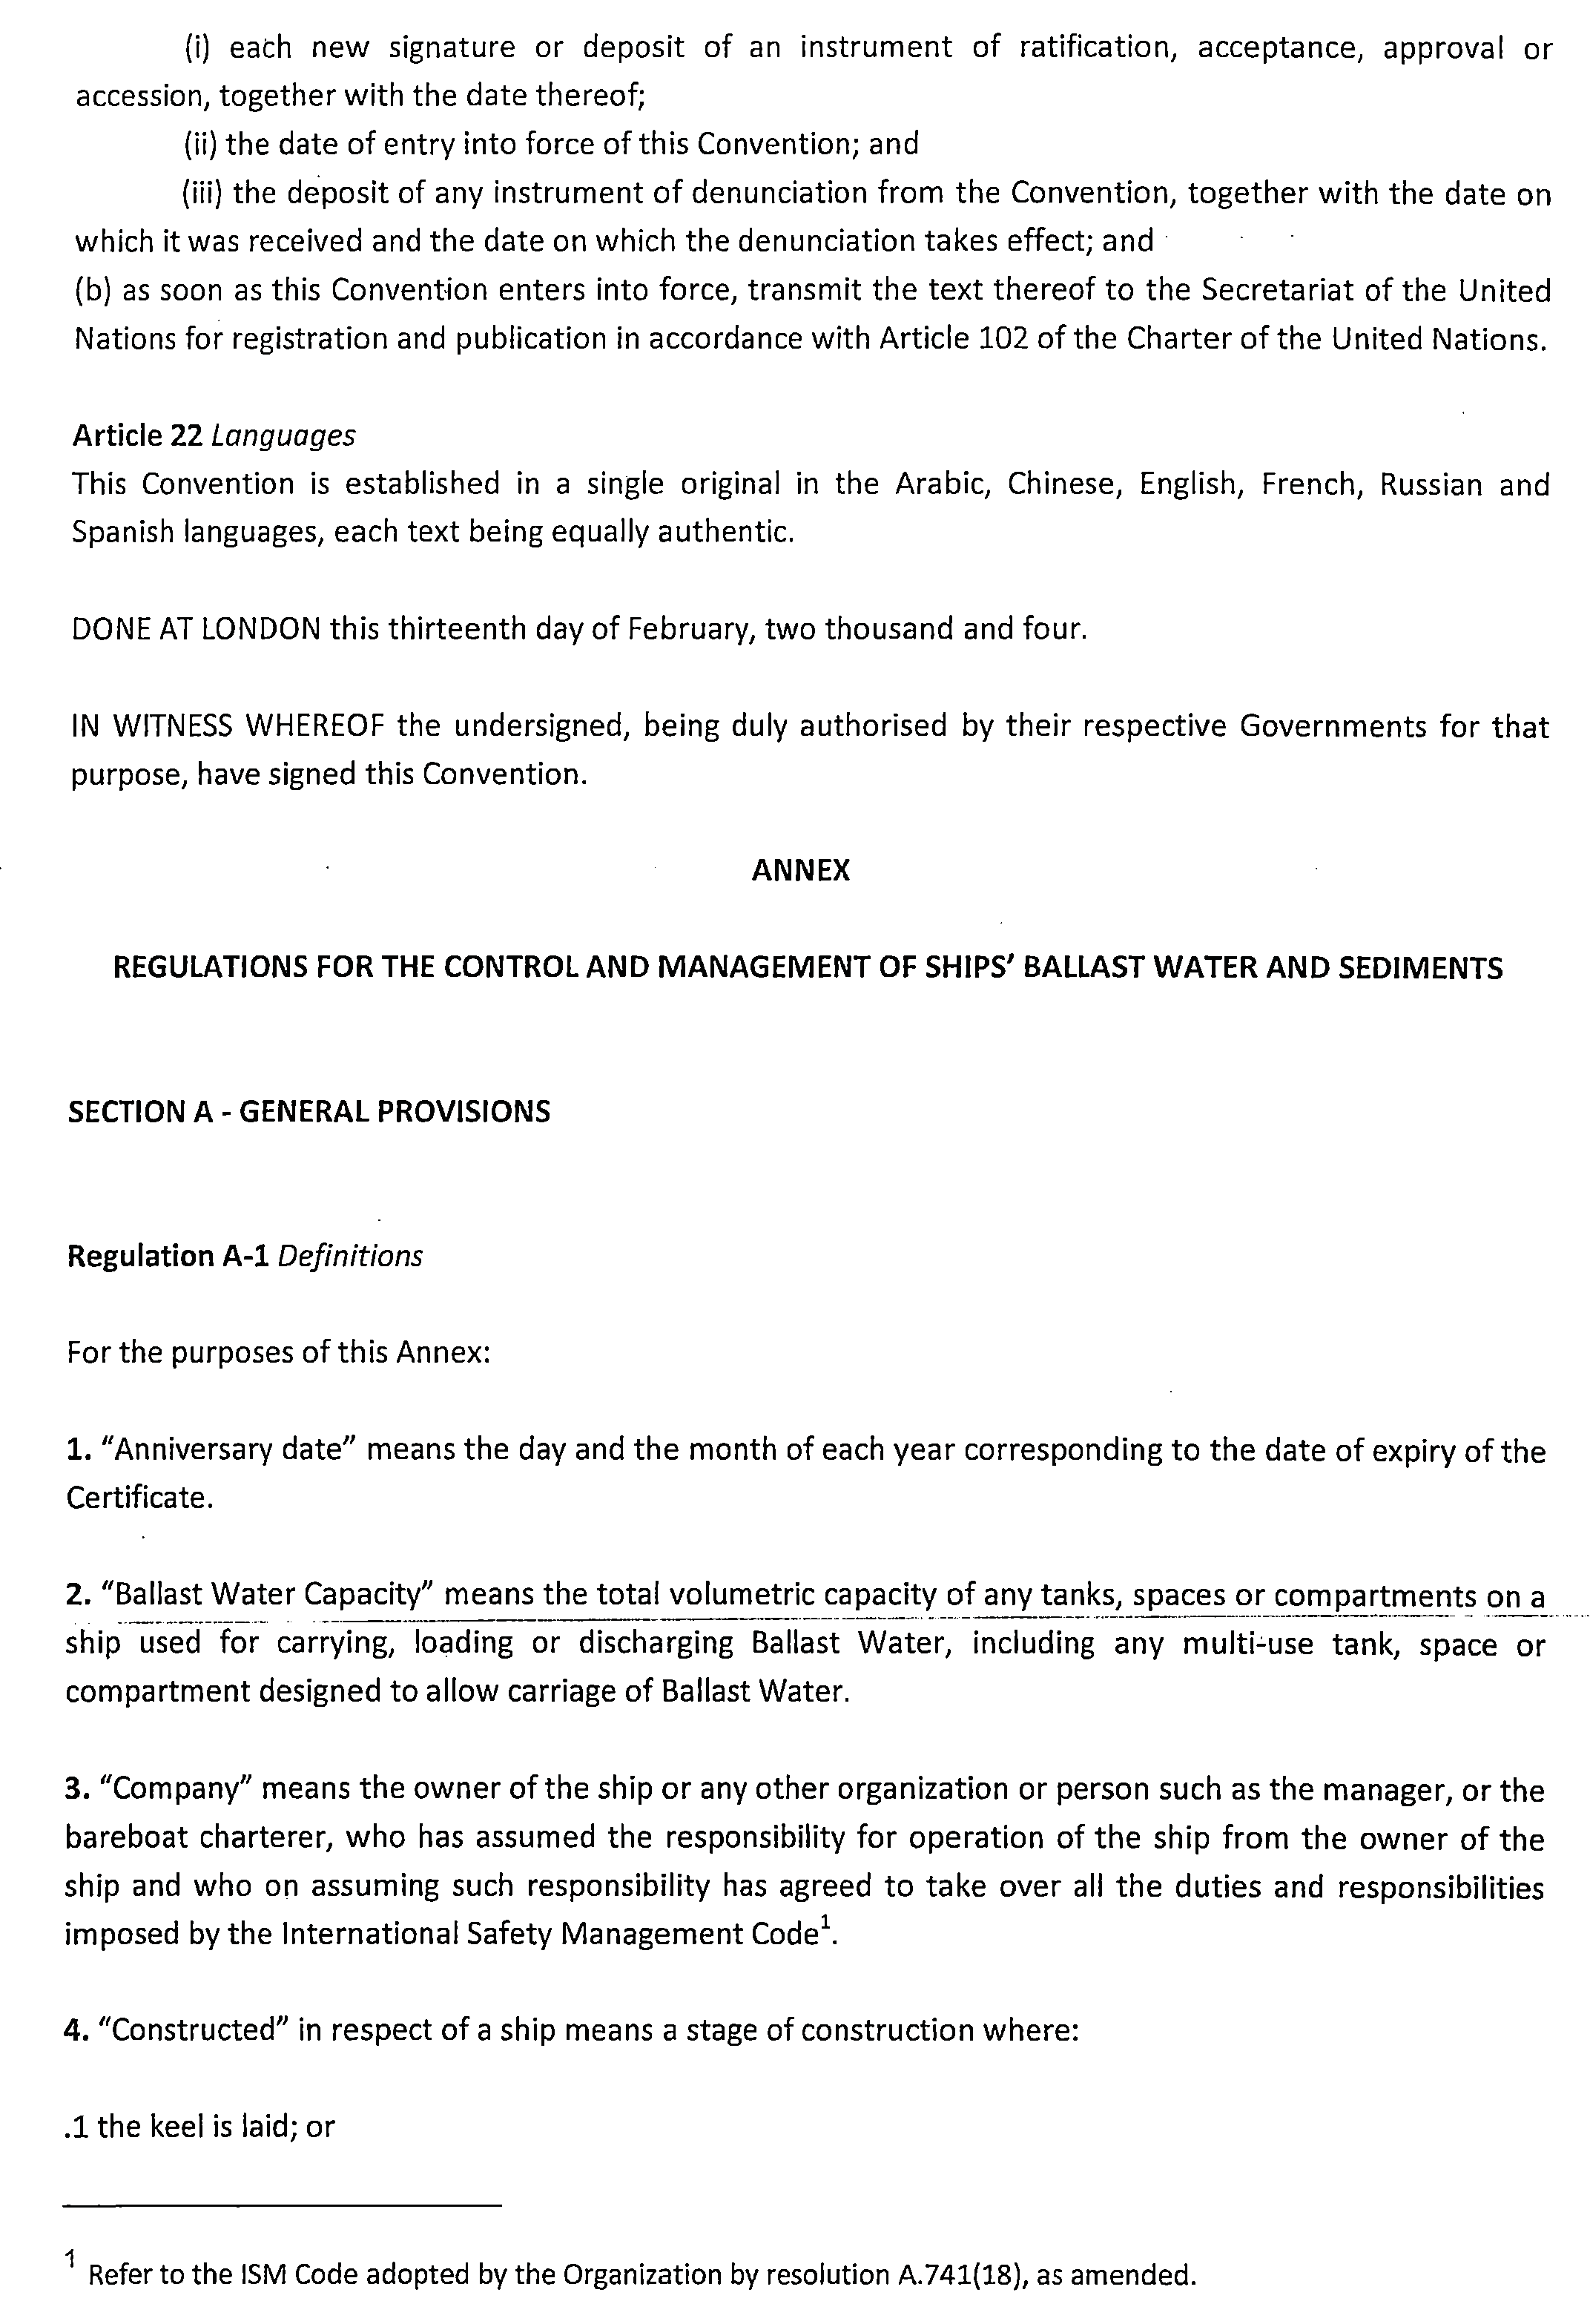 (i) each new signature or deposit of an instrument of ratification, acceptance, approval or
accession, together with the date thereof;
(ii) the date of entry into force of this Convention; and
(iii) the deposit of any instrument of denunciation from the Convention, together with the date on
which it was received and the date on which the denunciation takes effect; and
(b) as soon as this Convention enters into force, transmit the text thereof to the Secretariat of the United
Nations for registration and publication in accordance with Article 102 of the Charter of the United Nations.
Article 22 Languages
This Convention is established in a single original in the Arabic, Chinese, English, French, Russian and
Spanish languages, each text being equally authentic.
DONE AT LONDON this thirteenth day of February, two thousand and four.
IN WITNESS WHEREOF the undersigned, being duly authorised by their respective Governments for that
purpose, have signed this Convention.
ANNEX
REGULATIONS FOR THE CONTROL AND MANAGEMENT OF SHIPS' BALLAST WATER AND SEDIMENTS
SECTION A - GENERAL PROVISIONS
Regulation A-1 Definitions
For the purposes of this Annex:
1. "Anniversary date" means the day and the month of each year corresponding to the date of expiry of the
Certificate.
2. "Ballast Water Capacity" means the total volumetric capacity of any tanks, spaces or compartments on a
ship used for carrying, loading or discharging Ballast Water, including any multi-use tank, space or
compartment designed to allow carriage of Ballast Water.
3. "Company" means the owner of the ship or any other organization or person such as the manager, or the
bareboat charterer, who has assumed the responsibility for operation of the ship from the owner of the
ship and who on assuming such responsibility has agreed to take over all the duties and responsibilities
imposed by the International Safety Management Code¹.
4. "Constructed" in respect of a ship means a stage of construction where:
.1 the keel is laid; or
¹ Refer to the ISM Code adopted by the Organization by resolution A.741(18), as amended.